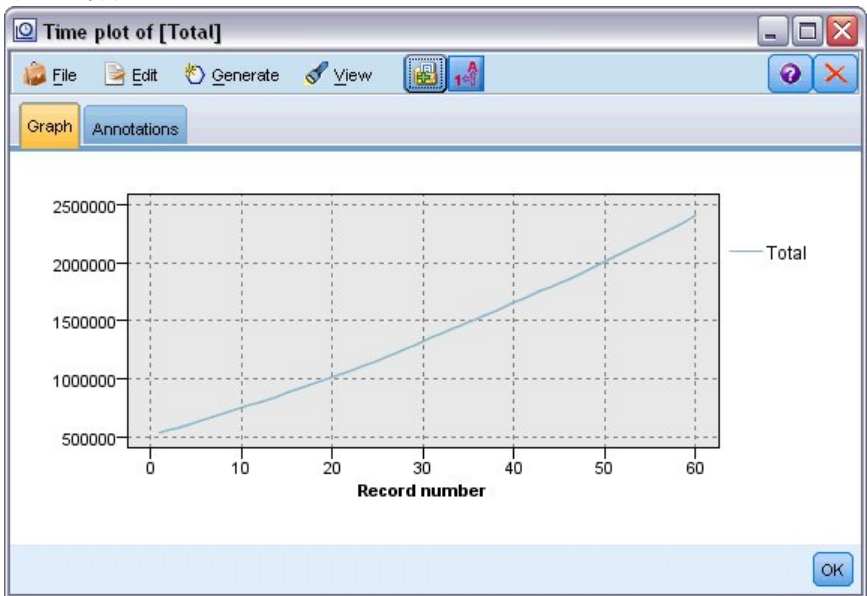 Time plot of [Total]
File Edit Generate View
Graph Annotations
2500000
2000000
1500000
1000000
500000
Total
0 10 20 30 40 50 60
Record number
OK